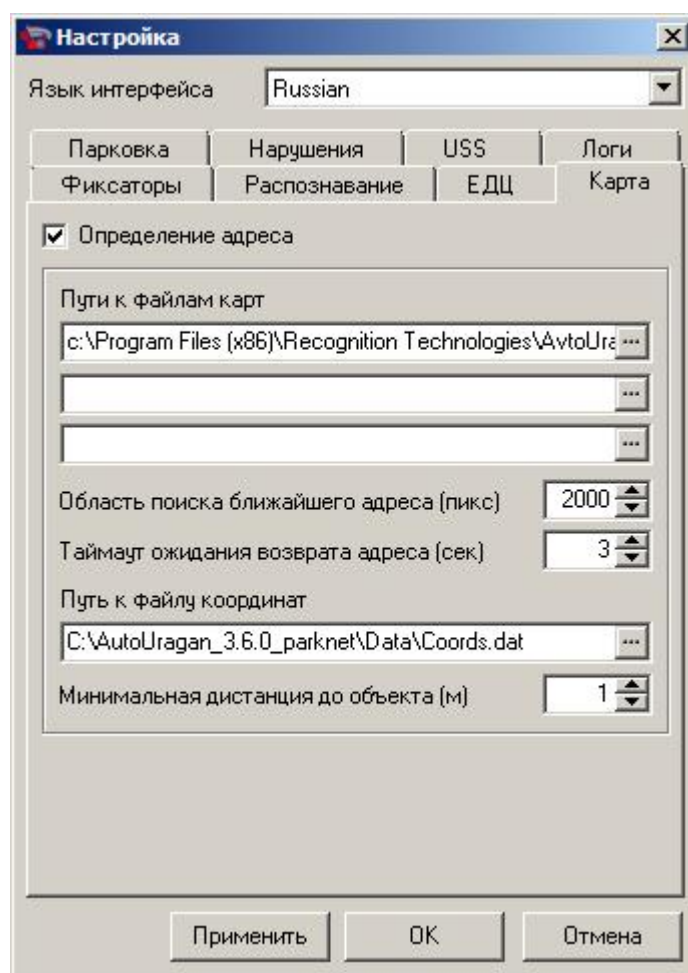 Настройка
Язык интерфейса Russian
Парковка Нарушения USS Логи
Фиксаторы Распознавание ЕДЦ Карта
Определение адреса
Пути к файлам карт
c:\Program Files (x86)\Recognition Technologies\AvtoUra ...
...
...
Область поиска ближайшего адреса (пикс) 2000
Таймаут ожидания возврата адреса (сек) 3
Путь к файлу координат
C:\AutoUragan_3.6.0_parknet\Data\Coords.dat ...
Минимальная дистанция до объекта (м) 1
Применить OK Отмена